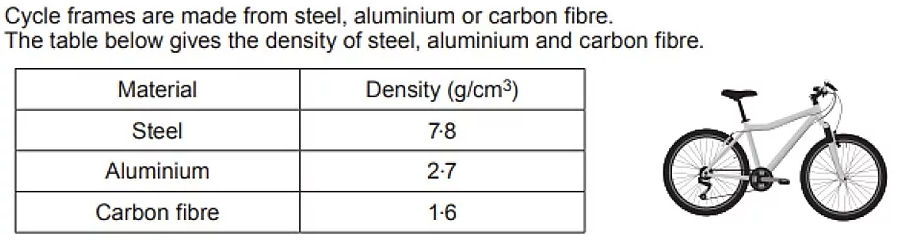 Cycle frames are made from steel, aluminium or carbon fibre.
The table below gives the density of steel, aluminium and carbon fibre.
Material Density (g/cm³)
Steel 7·8
Aluminium 2·7
Carbon fibre 1·6